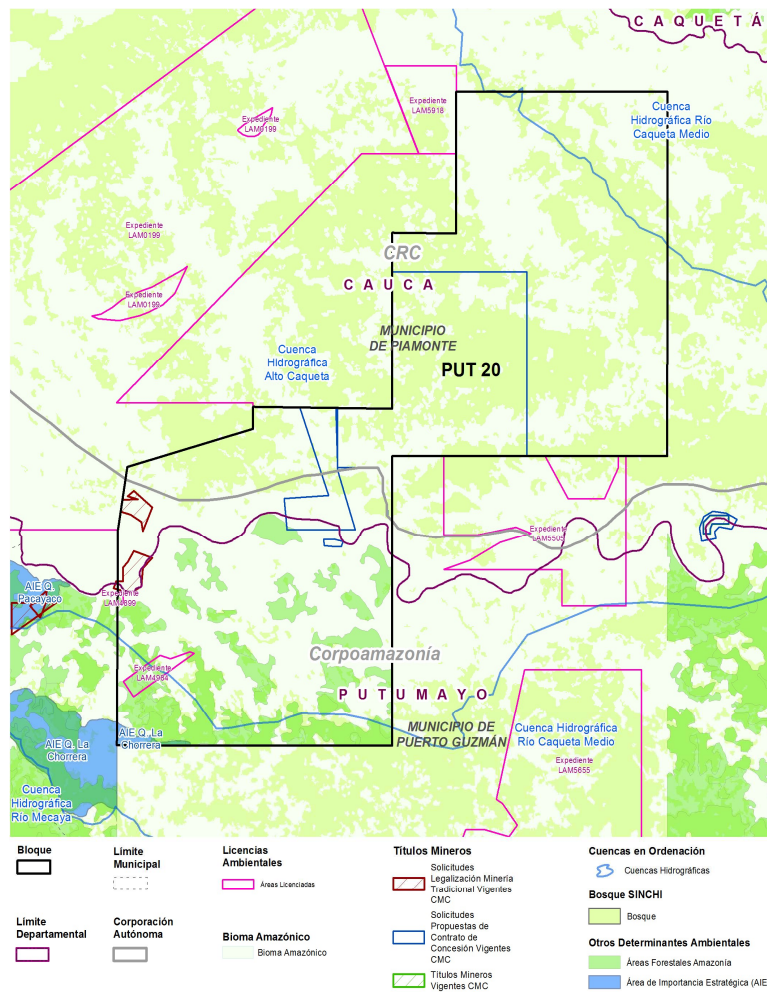 CAQUETÁ
Expediente
LAM5918
Cuenca
Hidrográfica Río
Caqueta Medio
Expediente
LAM0199
Expediente
LAM0199
CRC
Expediente
LAM0199
CAUCA
MUNICIPIO
DE PIAMONTE
Cuenca
Hidrográfica
Alto Caqueta
PUT 20
Expediente
LAM5505
AIE Q.
Pacayaco
Expediente
LAM4899
Corpoamazonía
Expediente
LAM4964
PUTUMAYO
MUNICIPIO DE
PUERTO GUZMÁN
Cuenca Hidrográfica
Río Caqueta Medio
AIE Q. La
Chorrera
AIE Q. La
Chorrera
Expediente
LAM5655
Cuenca
Hidrográfica
Río Mecaya
Bloque
Límite
Municipal
Licencias
Ambientales
Áreas Licenciadas
Títulos Mineros
Solicitudes
Legalización Minería
Tradicional Vigentes
CMC
Cuencas en Ordenación
Cuencas Hidrográficas
Bosque SINCHI
Bosque
Límite
Departamental
Corporación
Autónoma
Bioma Amazónico
Bioma Amazónico
Solicitudes
Propuestas de
Contrato de
Concesión Vigentes
CMC
Títulos Mineros
Vigentes CMC
Otros Determinantes Ambientales
Áreas Forestales Amazonía
Área de Importancia Estratégica (AIE